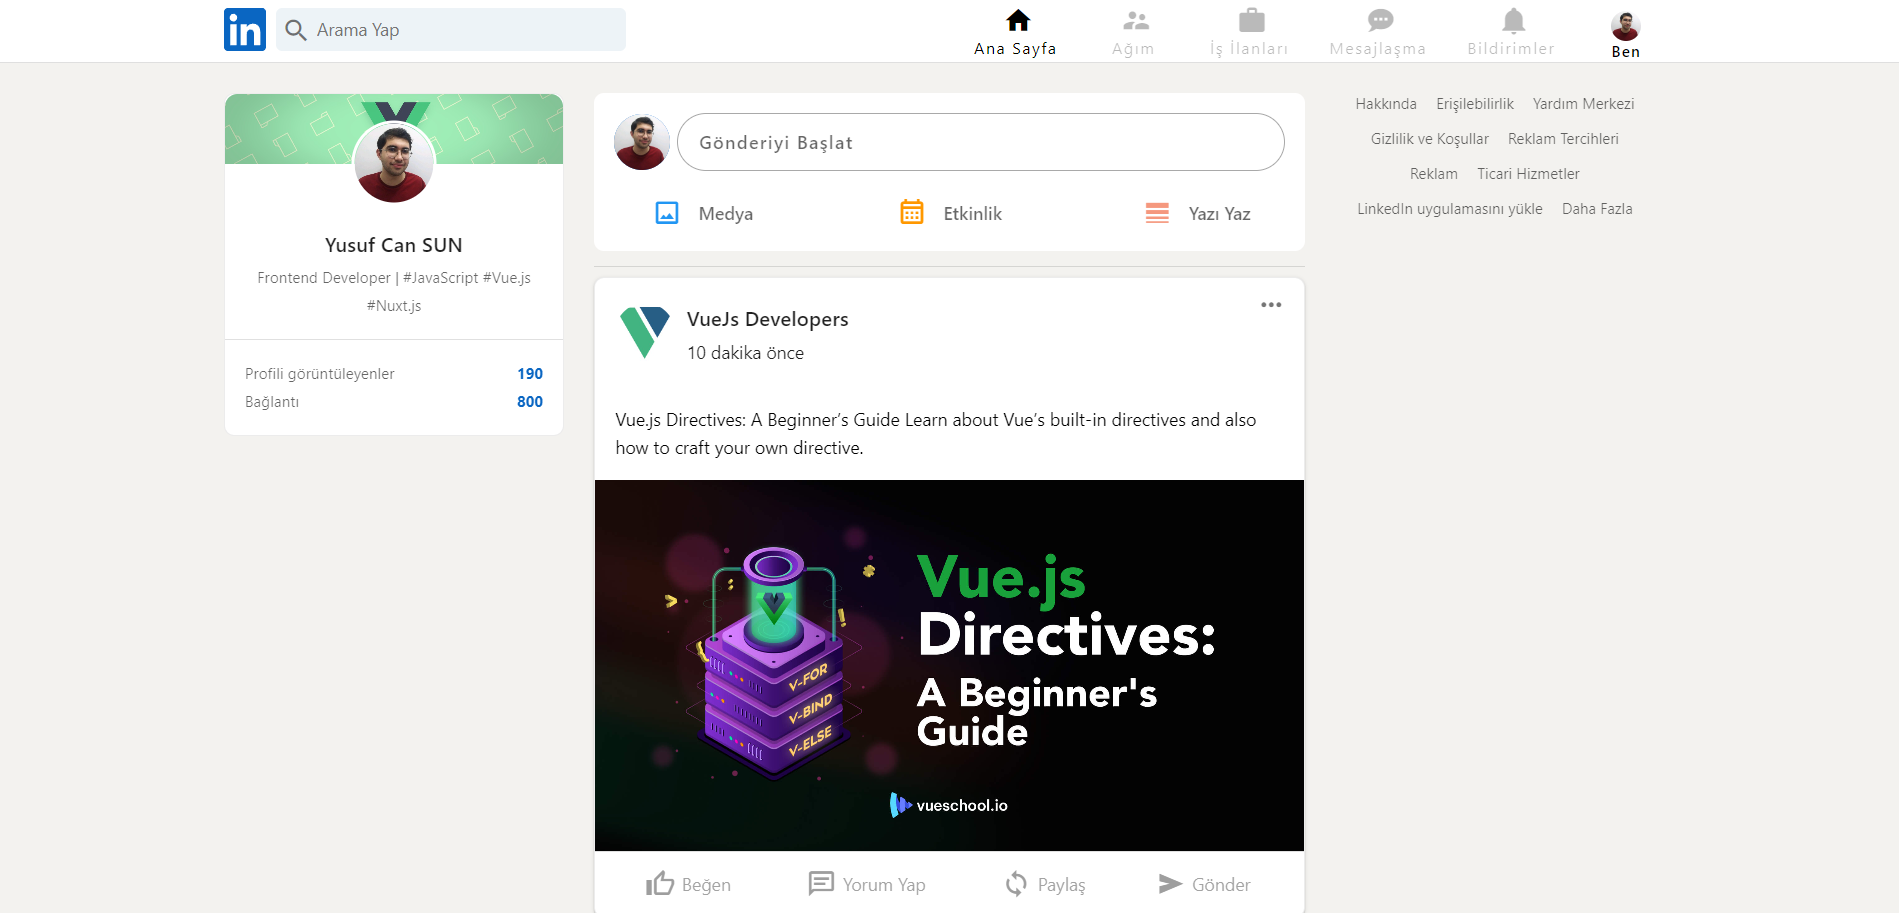 in
Arama Yap
Ana Sayfa
Ağım
İş İlanları
Mesajlaşma
Bildirimler
Ben
Yusuf Can SUN
Frontend Developer | #JavaScript #Vue.js
#Nuxt.js
Profili görüntüleyenler 190
Bağlantı 800
Gönderiyi Başlat
Medya
Etkinlik
Yazı Yaz
VueJs Developers
10 dakika önce
Vue.js Directives: A Beginner’s Guide Learn about Vue’s built-in directives and also
how to craft your own directive.
V-FOR
V-BIND
V-ELSE
Vue.js
Directives:
A Beginner's
Guide
vueschool.io
Beğen
Yorum Yap
Paylaş
Gönder
Hakkında Erişilebilirlik Yardım Merkezi
Gizlilik ve Koşullar Reklam Tercihleri
Reklam Ticari Hizmetler
LinkedIn uygulamasını yükle Daha Fazla